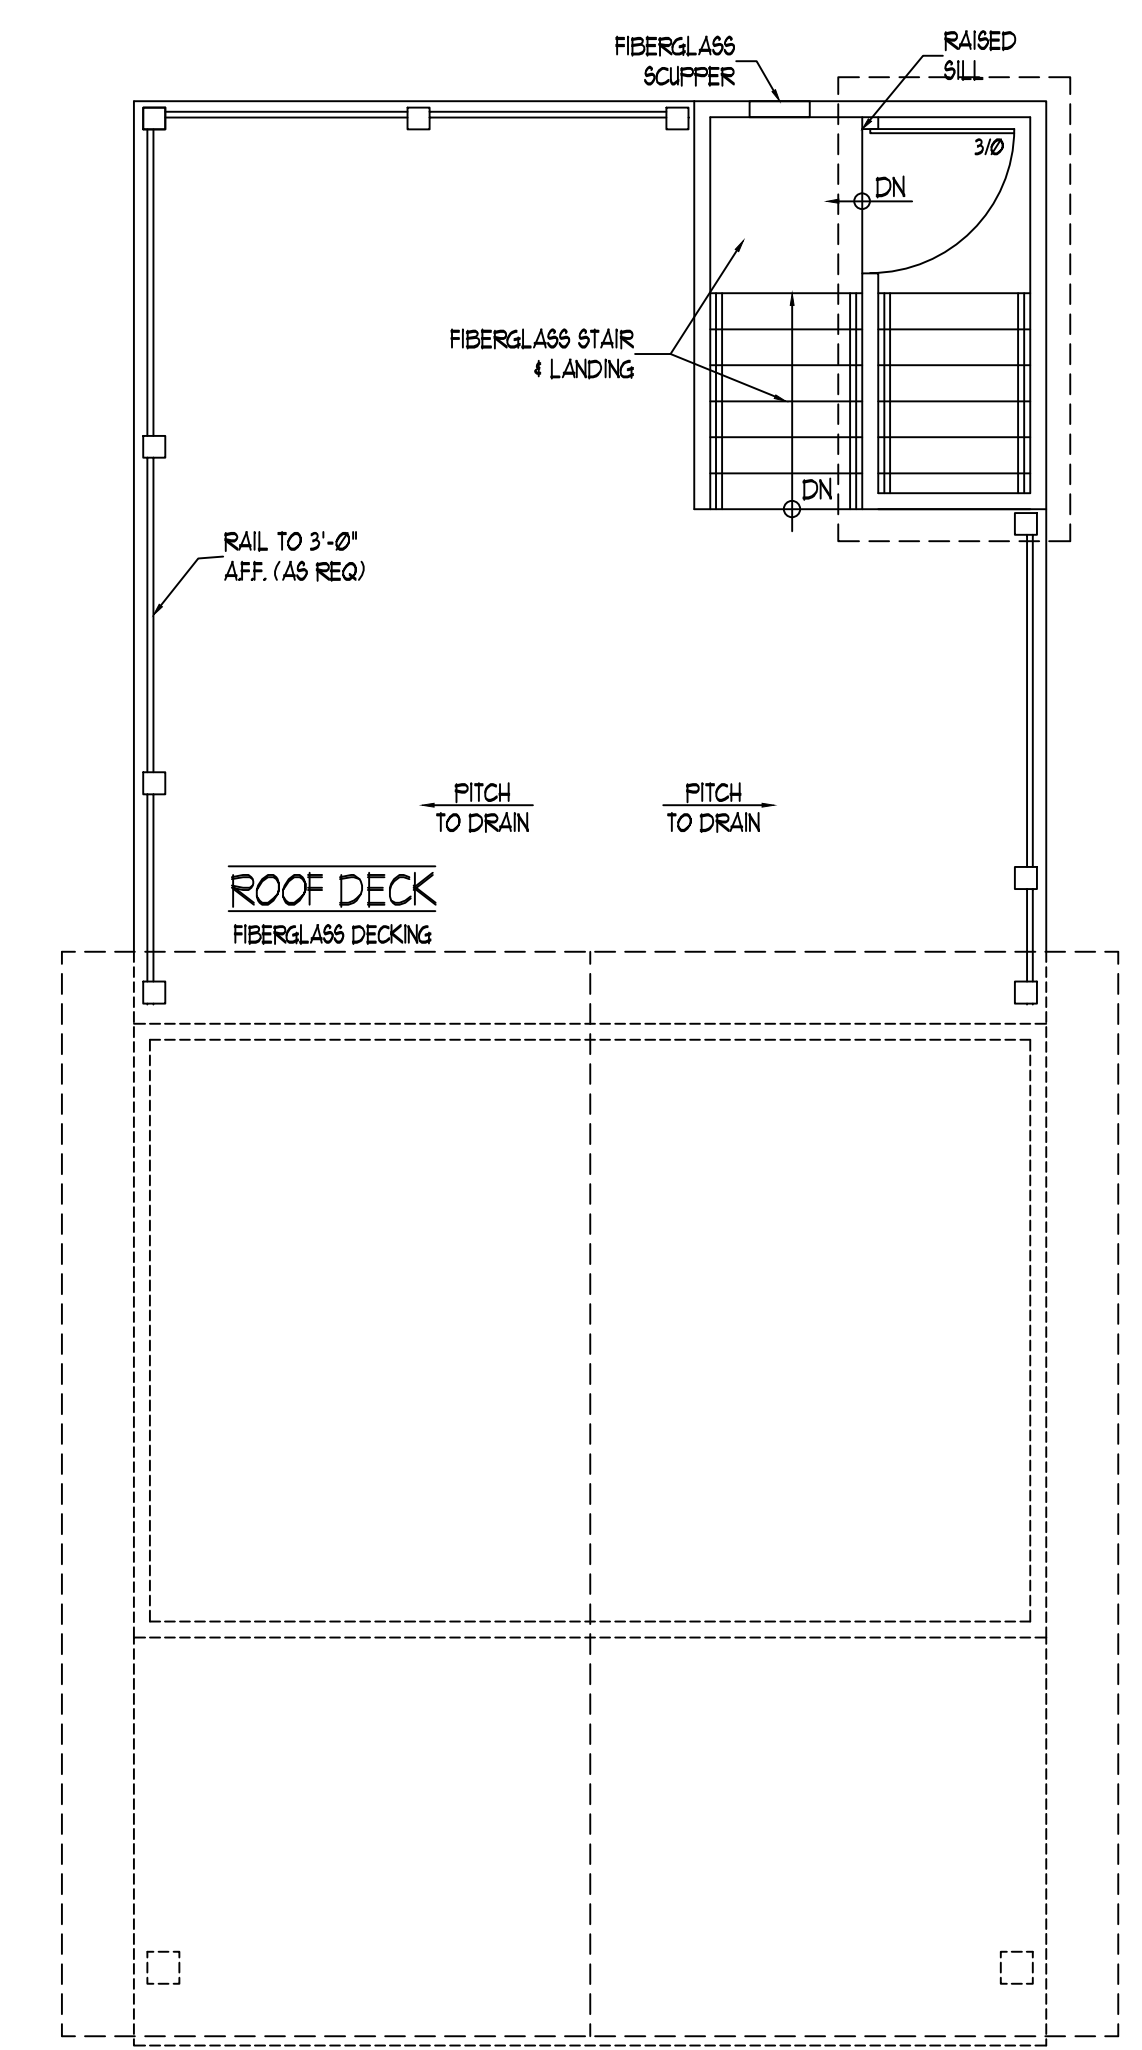 FIBERGLASS
SCUPPER
RAISED
SILL
3/0
DN
FIBERGLASS STAIR
& LANDING
DN
RAIL TO 3'-0"
A.F.F. (AS REQ)
PITCH
TO DRAIN
PITCH
TO DRAIN
ROOF DECK
FIBERGLASS DECKING